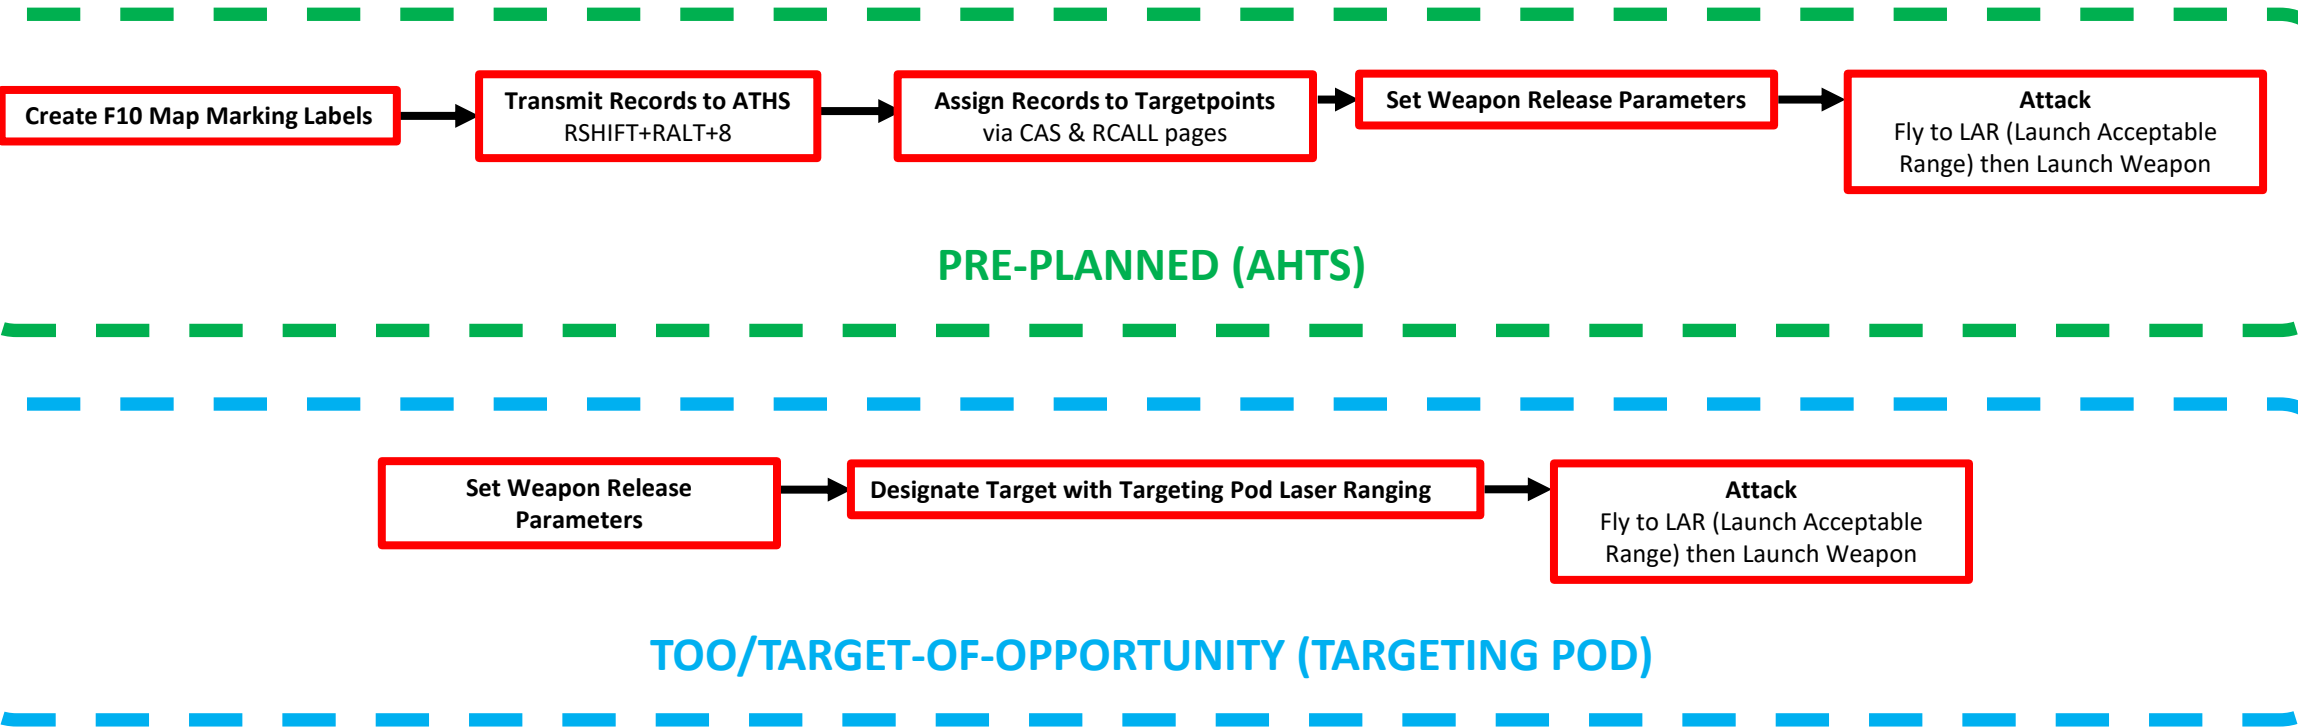 Create F10 Map Marking Labels
Transmit Records to ATHS
RSHIFT+RALT+8
Assign Records to Targetpoints
via CAS & RCALL pages
Set Weapon Release Parameters
Attack
Fly to LAR (Launch Acceptable
Range) then Launch Weapon
PRE-PLANNED (AHTS)
Set Weapon Release
Parameters
Designate Target with Targeting Pod Laser Ranging
Attack
Fly to LAR (Launch Acceptable
Range) then Launch Weapon
TOO/TARGET-OF-OPPORTUNITY (TARGETING POD)